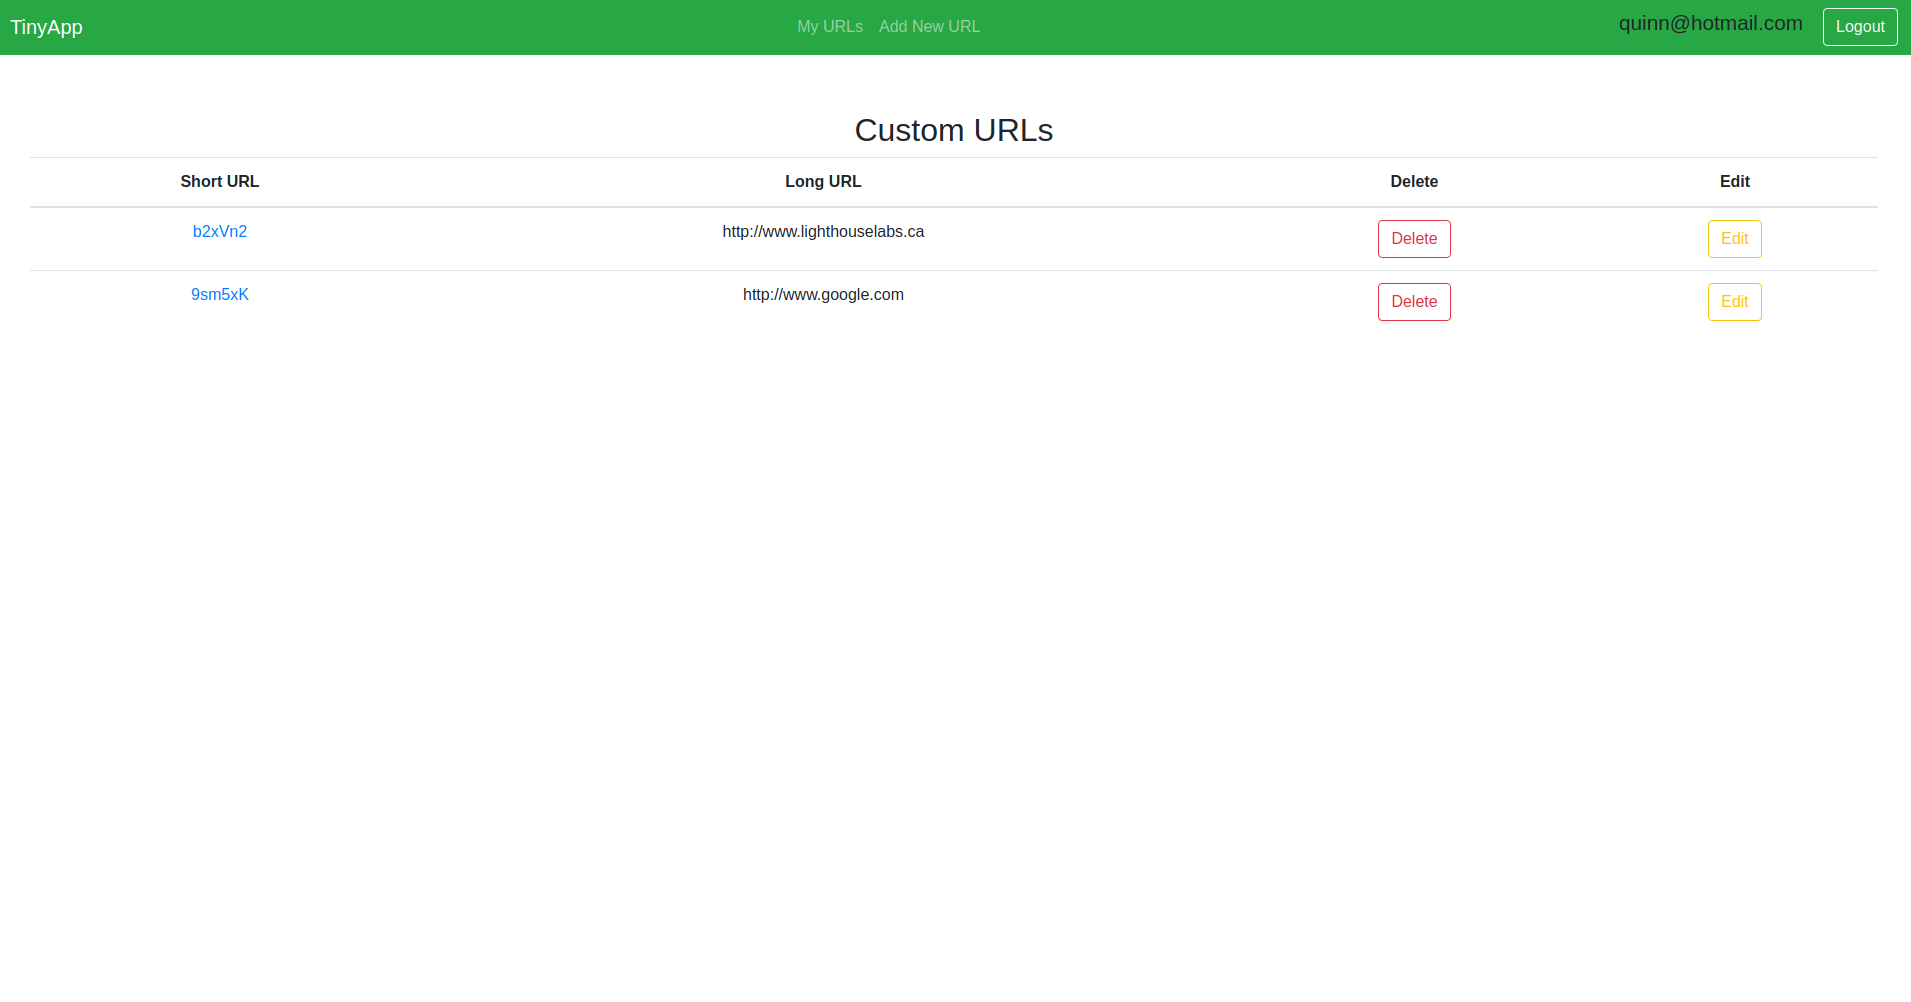 TinyApp My URLs Add New URL quinn@hotmail.com Logout
Custom URLs
Short URL Long URL Delete Edit
b2xVn2 http://www.lighthouselabs.ca Delete Edit
9sm5xK http://www.google.com Delete Edit